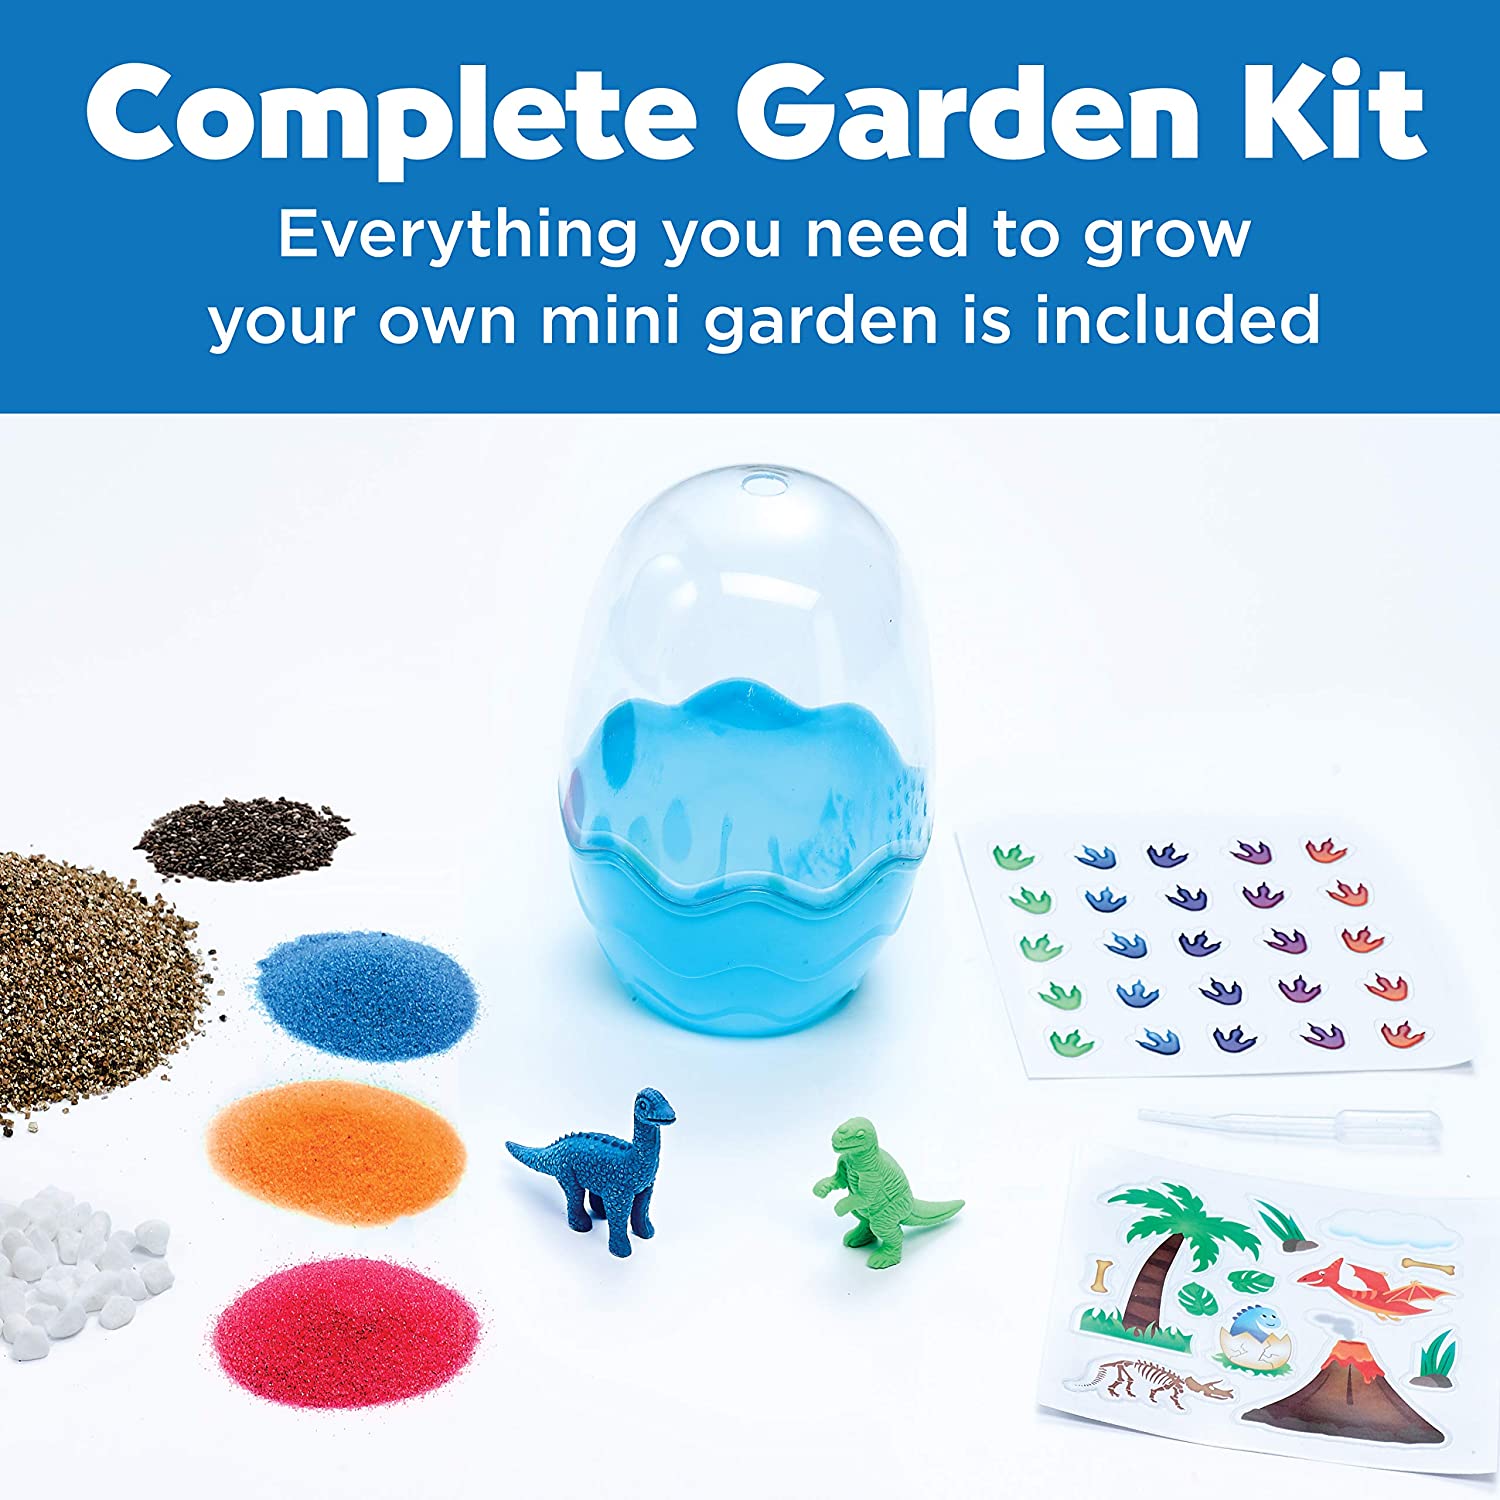 Complete Garden Kit
Everything you need to grow
your own mini garden is included